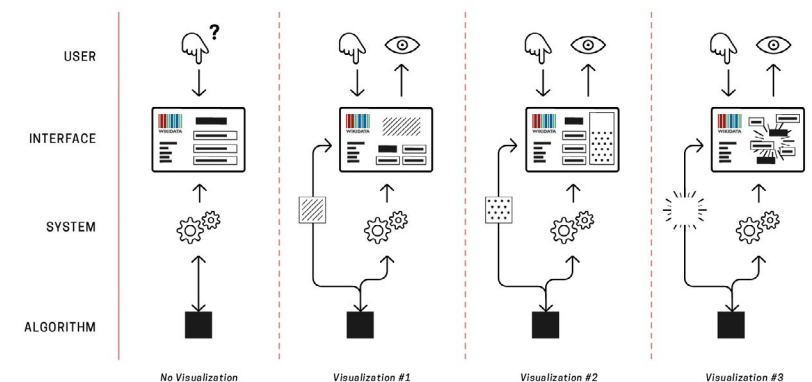 USER
?
INTERFACE
WIKIDATA
WIKIDATA
WIKIDATA
WIKIDATA
SYSTEM
ALGORITHM
No Visualization
Visualization #1
Visualization #2
Visualization #3